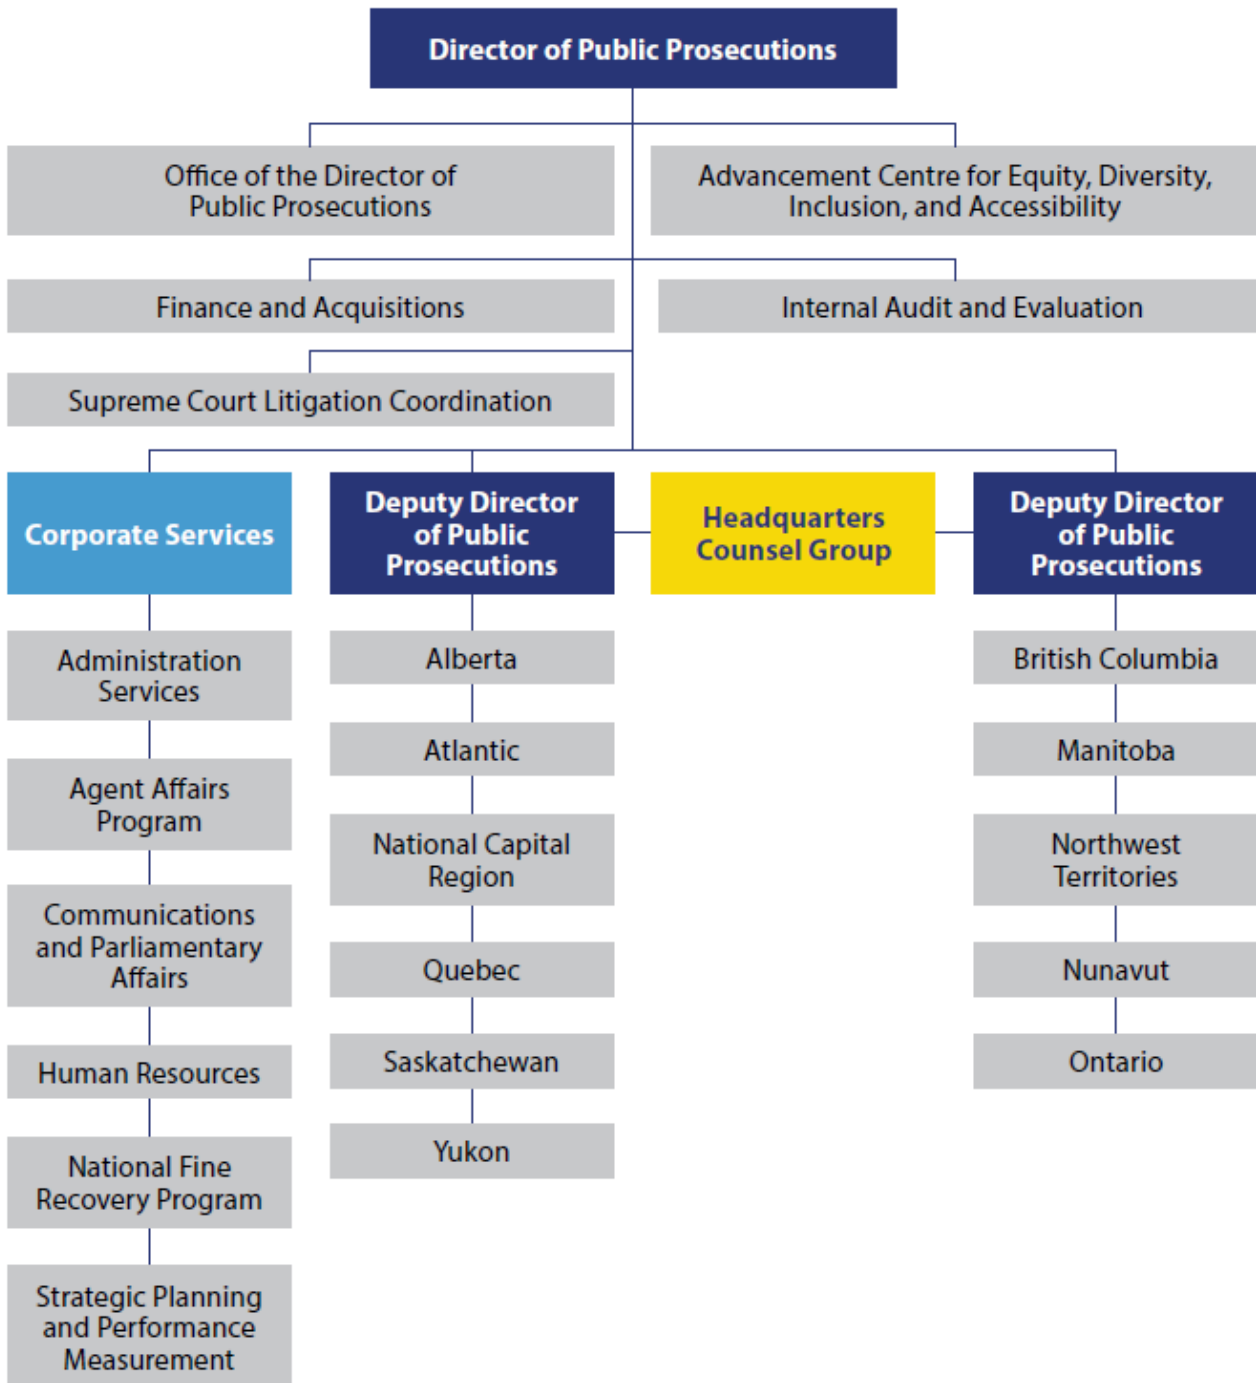 Director of Public Prosecutions
Office of the Director of
Public Prosecutions
Advancement Centre for Equity, Diversity,
Inclusion, and Accessibility
Finance and Acquisitions
Internal Audit and Evaluation
Supreme Court Litigation Coordination
Corporate Services
Deputy Director
of Public
Prosecutions
Headquarters
Counsel Group
Deputy Director
of Public
Prosecutions
Administration
Services
Agent Affairs
Program
Communications
and Parliamentary
Affairs
Human Resources
National Fine
Recovery Program
Strategic Planning
and Performance
Measurement
Alberta
Atlantic
National Capital
Region
Quebec
Saskatchewan
Yukon
British Columbia
Manitoba
Northwest
Territories
Nunavut
Ontario